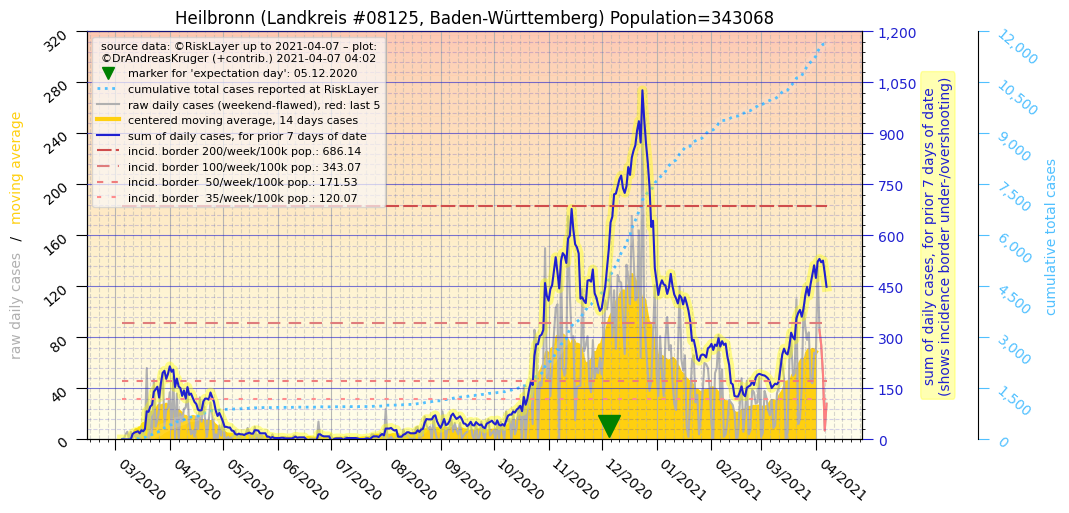 Heilbronn (Landkreis #08125, Baden-Württemberg) Population=343068
source data: ©RiskLayer up to 2021-04-07 – plot:
©DrAndreasKruger (+contrib.) 2021-04-07 04:02
marker for 'expectation day': 05.12.2020
cumulative total cases reported at RiskLayer
raw daily cases (weekend-flawed), red: last 5
centered moving average, 14 days cases
sum of daily cases, for prior 7 days of date
incid. border 200/week/100k pop.: 686.14
incid. border 100/week/100k pop.: 343.07
incid. border  50/week/100k pop.: 171.53
incid. border  35/week/100k pop.: 120.07
raw daily cases  /  moving average
320
280
240
200
160
120
80
40
0
03/2020
04/2020
05/2020
06/2020
07/2020
08/2020
09/2020
10/2020
11/2020
12/2020
01/2021
02/2021
03/2021
04/2021
1,200
1,050
900
750
600
450
300
150
0
sum of daily cases, for prior 7 days of date
(shows incidence border under-/overshooting)
12,000
10,500
9,000
7,500
6,000
4,500
3,000
1,500
0
cumulative total cases